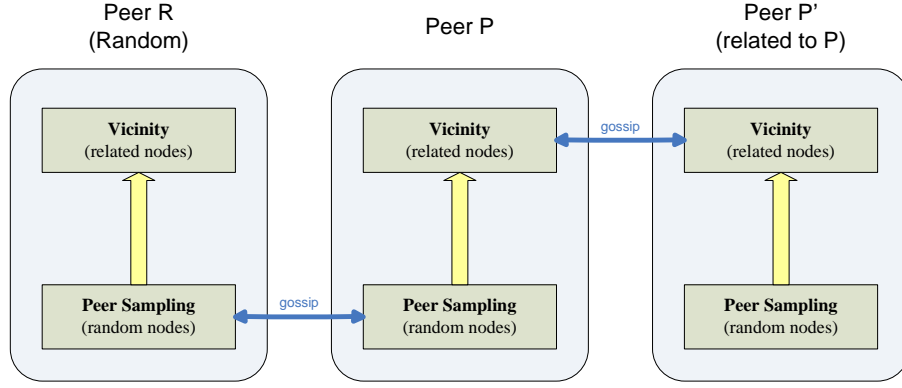 Peer R
(Random)
Peer P
Peer P’
(related to P)
Vicinity
(related nodes)
Vicinity
(related nodes)
gossip
Vicinity
(related nodes)
Peer Sampling
(random nodes)
gossip
Peer Sampling
(random nodes)
Peer Sampling
(random nodes)